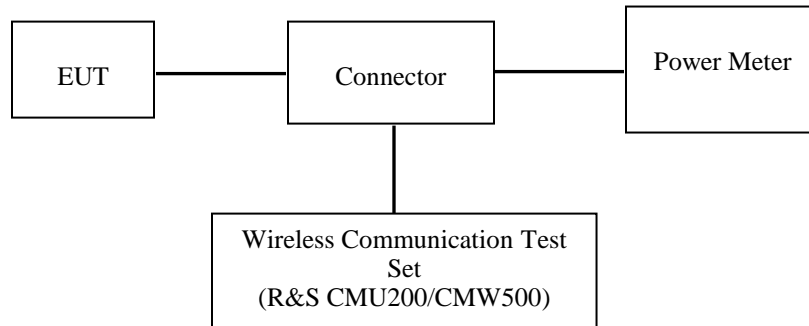 EUT
Connector
Power Meter
Wireless Communication Test
Set
(R&S CMU200/CMW500)